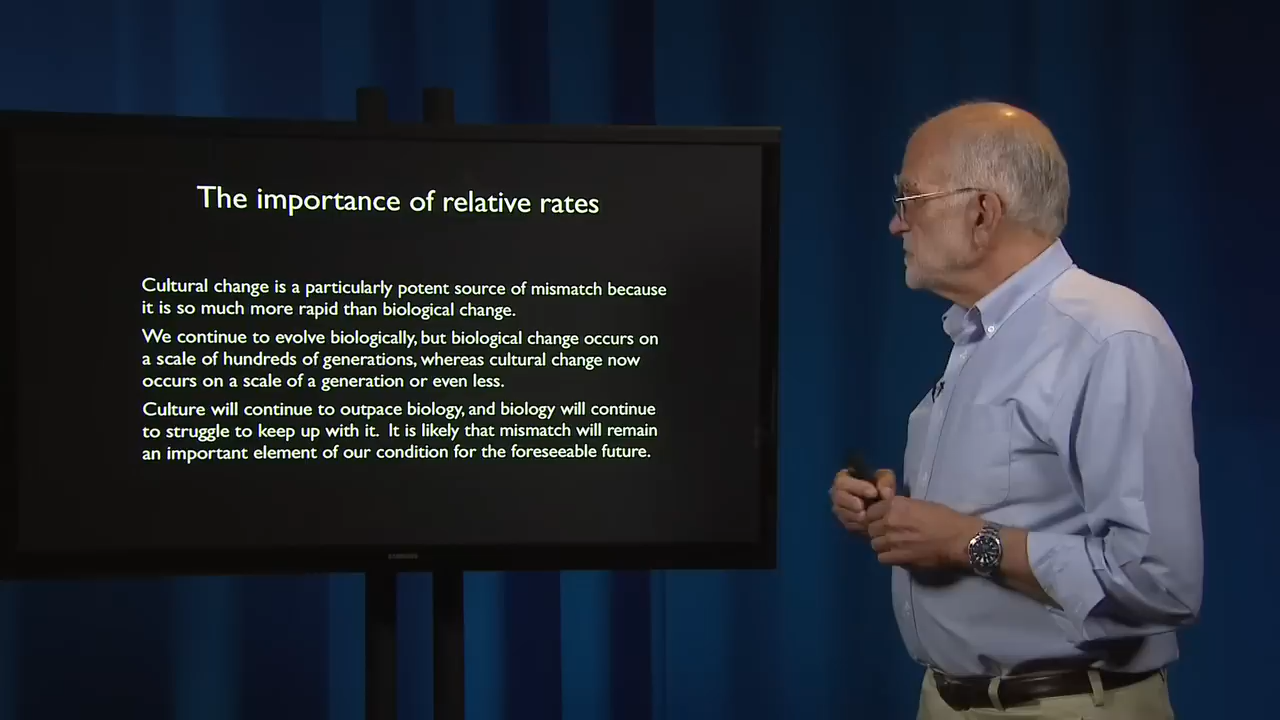 The importance of relative rates
Cultural change is a particularly potent source of mismatch because
it is so much more rapid than biological change.
We continue to evolve biologically, but biological change occurs on
a scale of hundreds of generations, whereas cultural change now
occurs on a scale of a generation or even less.
Culture will continue to outpace biology, and biology will continue
to struggle to keep up with it. It is likely that mismatch will remain
an important element of our condition for the foreseeable future.
SAMSUNG